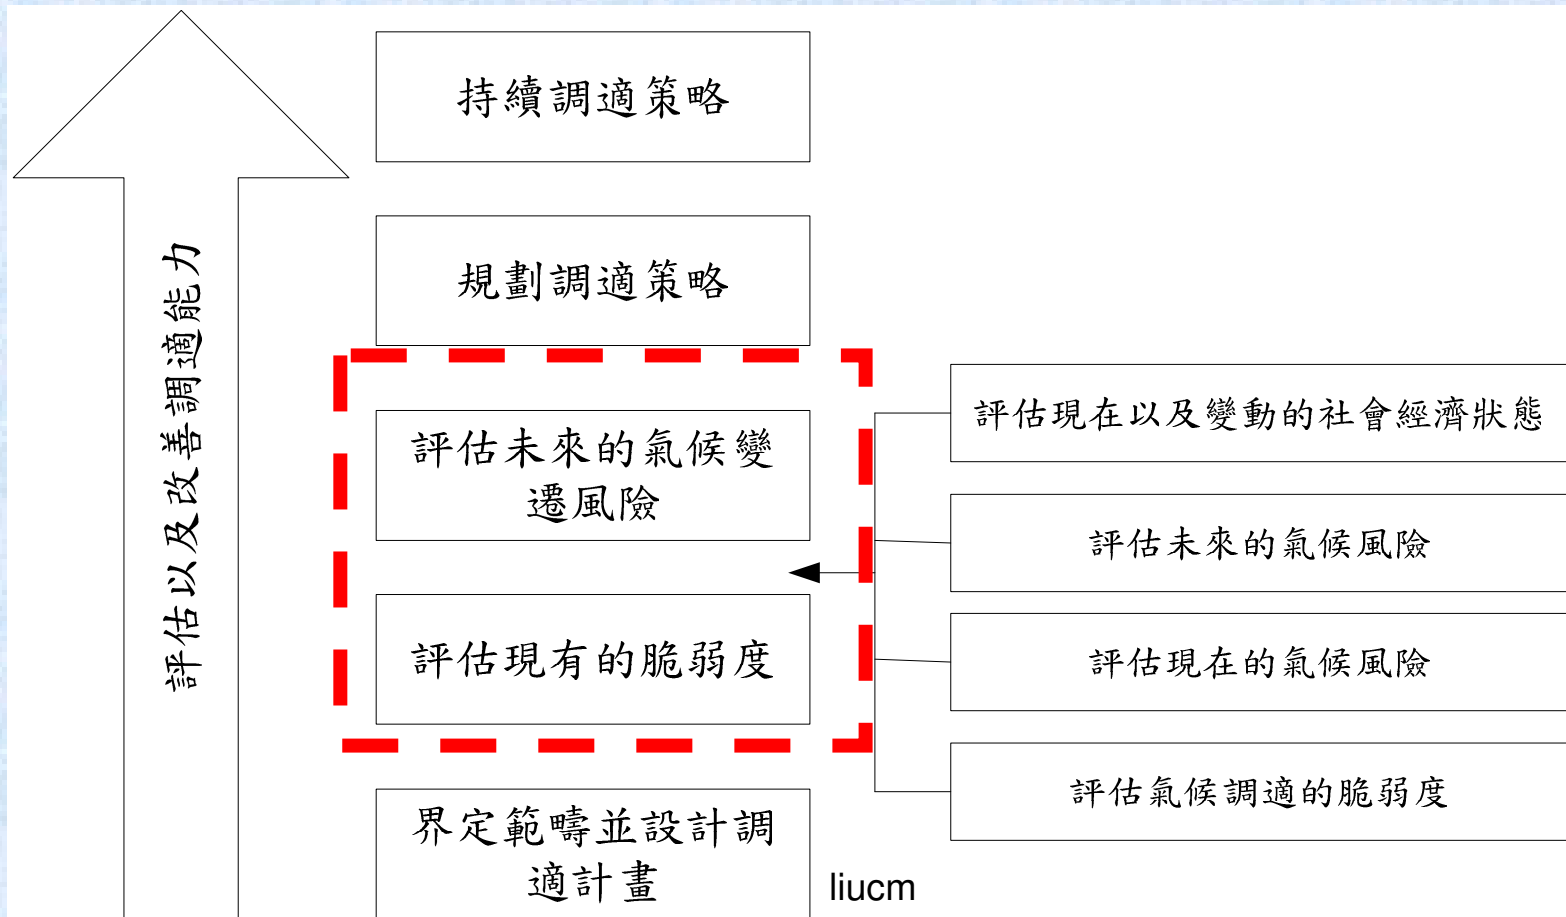 持續調適策略
規劃調適策略
評估以及改善調適能力
評估未來的氣候變
遷風險
評估現有的脆弱度
界定範疇並設計調
適計畫
評估現在以及變動的社會經濟狀態
評估未來的氣候風險
評估現在的氣候風險
評估氣候調適的脆弱度
liucm